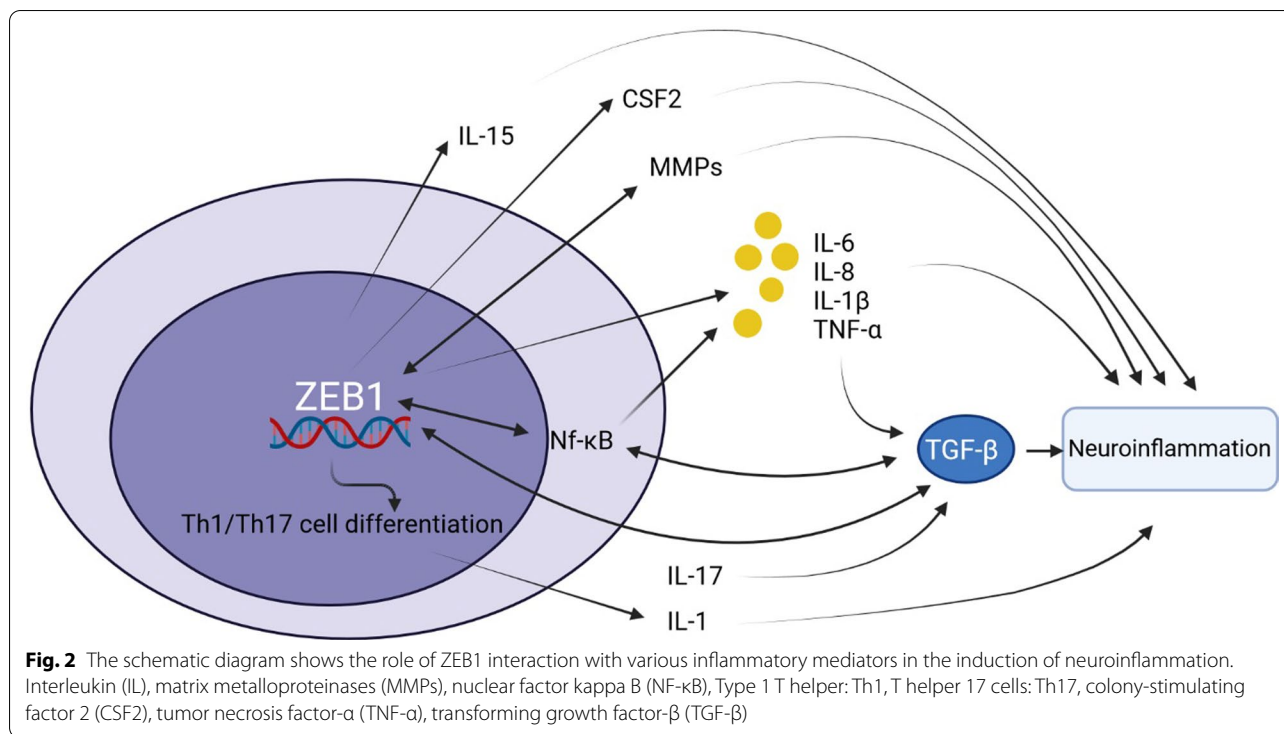 CSF2
IL-15
MMPs
IL-6
IL-8
IL-1β
TNF-α
ZEB1
Nf-κB
TGF-β
Neuroinflammation
Th1/Th17 cell differentiation
IL-17
IL-1
Fig. 2 The schematic diagram shows the role of ZEB1 interaction with various inflammatory mediators in the induction of neuroinflammation.
Interleukin (IL), matrix metalloproteinases (MMPs), nuclear factor kappa B (NF-κB), Type 1 T helper: Th1, T helper 17 cells: Th17, colony-stimulating
factor 2 (CSF2), tumor necrosis factor-α (TNF-α), transforming growth factor-β (TGF-β)